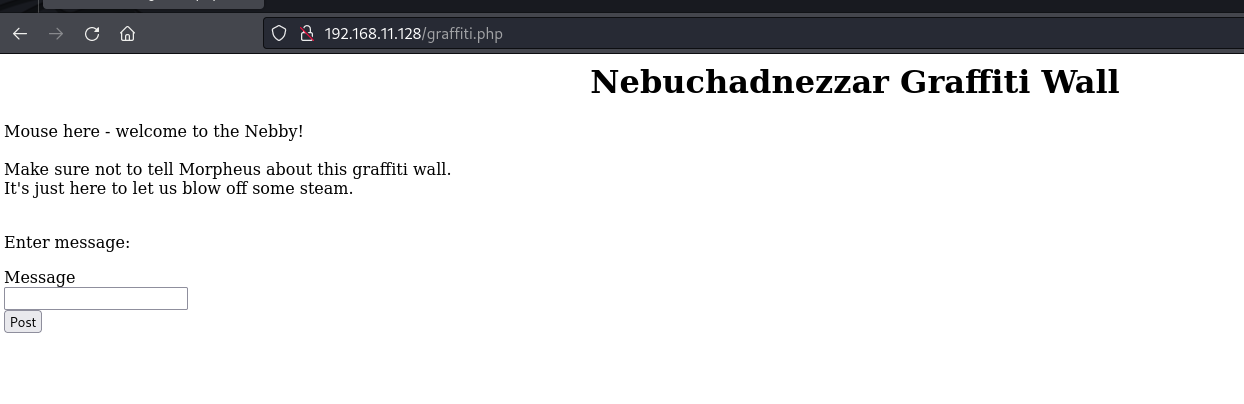 192.168.11.128/graffiti.php
Nebuchadnezzar Graffiti Wall
Mouse here - welcome to the Nebby!
Make sure not to tell Morpheus about this graffiti wall.
It's just here to let us blow off some steam.
Enter message:
Message
Post